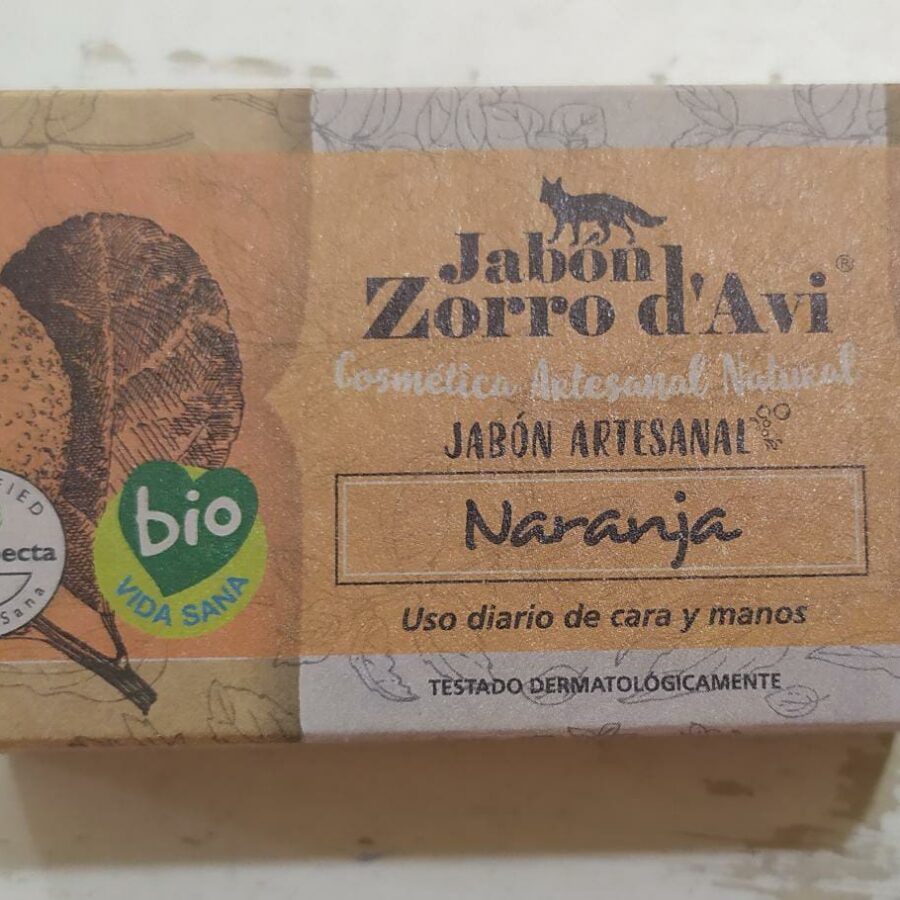 Jabón
Zorro d'Avi®
Cosmética Artesanal Natural
JABÓN ARTESANAL
Naranja
Uso diario de cara y manos
TESTADO DERMATOLÓGICAMENTE
bio
VIDA SANA